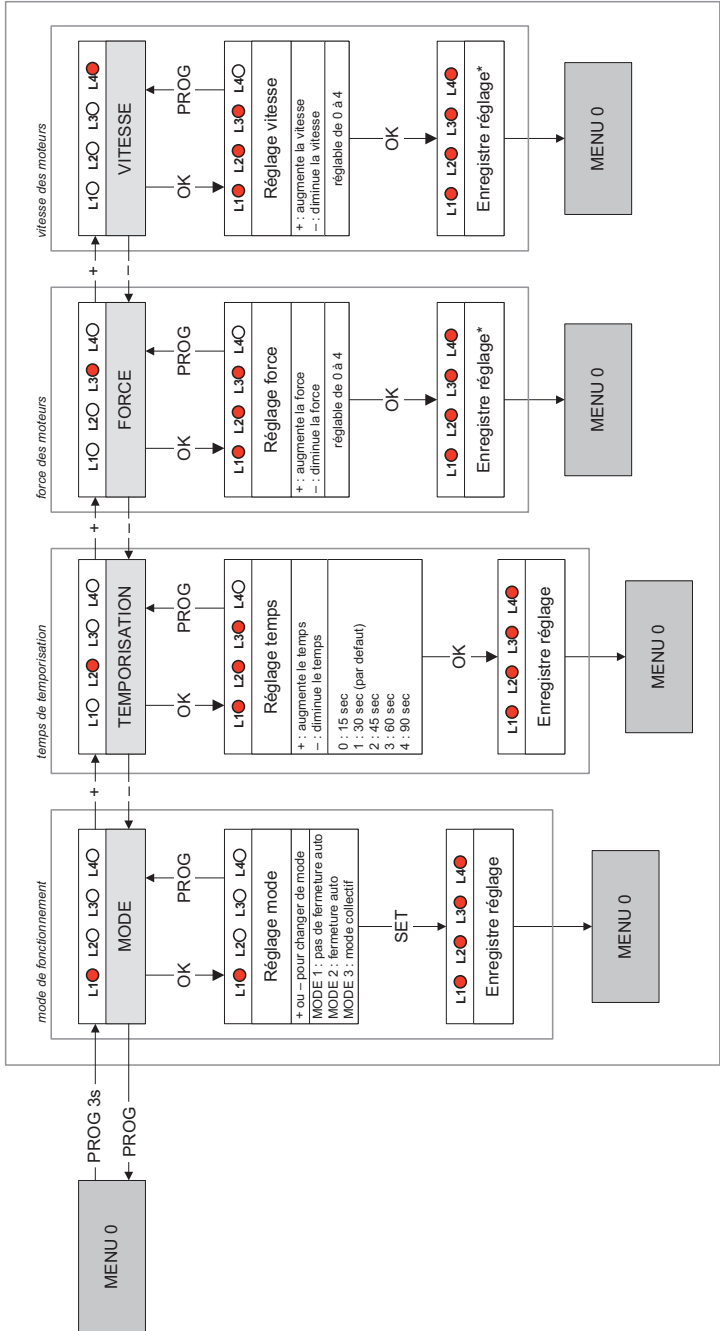 MENU 0
PROG 3s
PROG
mode de fonctionnement
L1 L2 L3 L4
MODE
OK
PROG
L1 L2 L3 L4
Réglage mode
+ ou – pour changer de mode
MODE 1 : pas de fermeture auto
MODE 2 : fermeture auto
MODE 3 : mode collectif
SET
L1 L2 L3 L4
Enregistre réglage
MENU 0
+
–
temps de temporisation
L1 L2 L3 L4
TEMPORISATION
OK
PROG
L1 L2 L3 L4
Réglage temps
+ : augmente le temps
– : diminue le temps
0 : 15 sec
1 : 30 sec (par defaut)
2 : 45 sec
3 : 60 sec
4 : 90 sec
OK
L1 L2 L3 L4
Enregistre réglage
MENU 0
+
–
force des moteurs
L1 L2 L3 L4
FORCE
OK
PROG
L1 L2 L3 L4
Réglage force
+ : augmente la force
– : diminue la force
réglable de 0 à 4
OK
L1 L2 L3 L4
Enregistre réglage*
MENU 0
+
–
vitesse des moteurs
L1 L2 L3 L4
VITESSE
OK
PROG
L1 L2 L3 L4
Réglage vitesse
+ : augmente la vitesse
– : diminue la vitesse
réglable de 0 à 4
OK
L1 L2 L3 L4
Enregistre réglage*
MENU 0